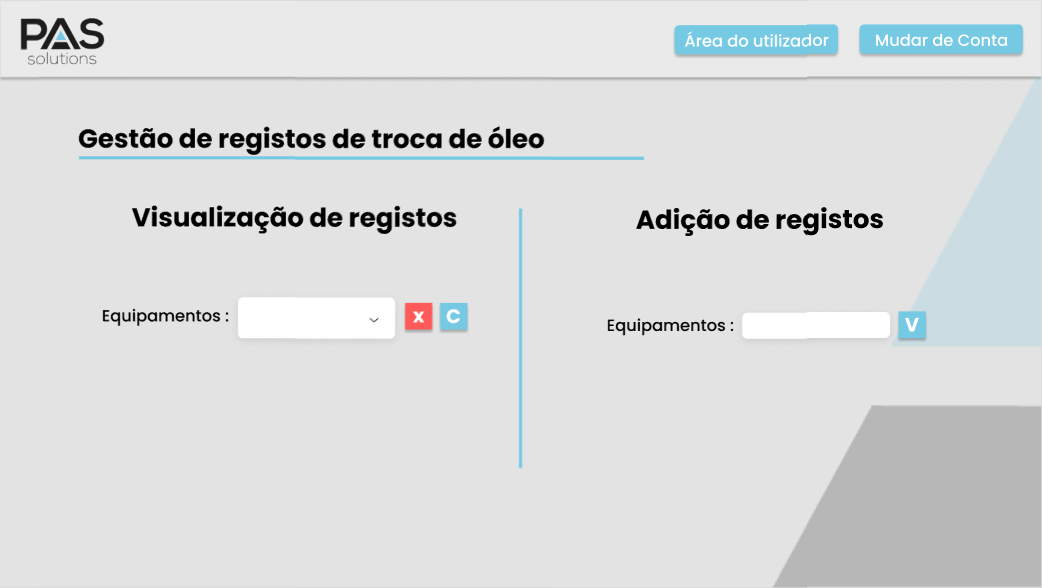 PAS
solutions
Área do utilizador
Mudar de Conta
Gestão de registos de troca de óleo
Visualização de registos
Adição de registos
Equipamentos :
x
C
Equipamentos :
V